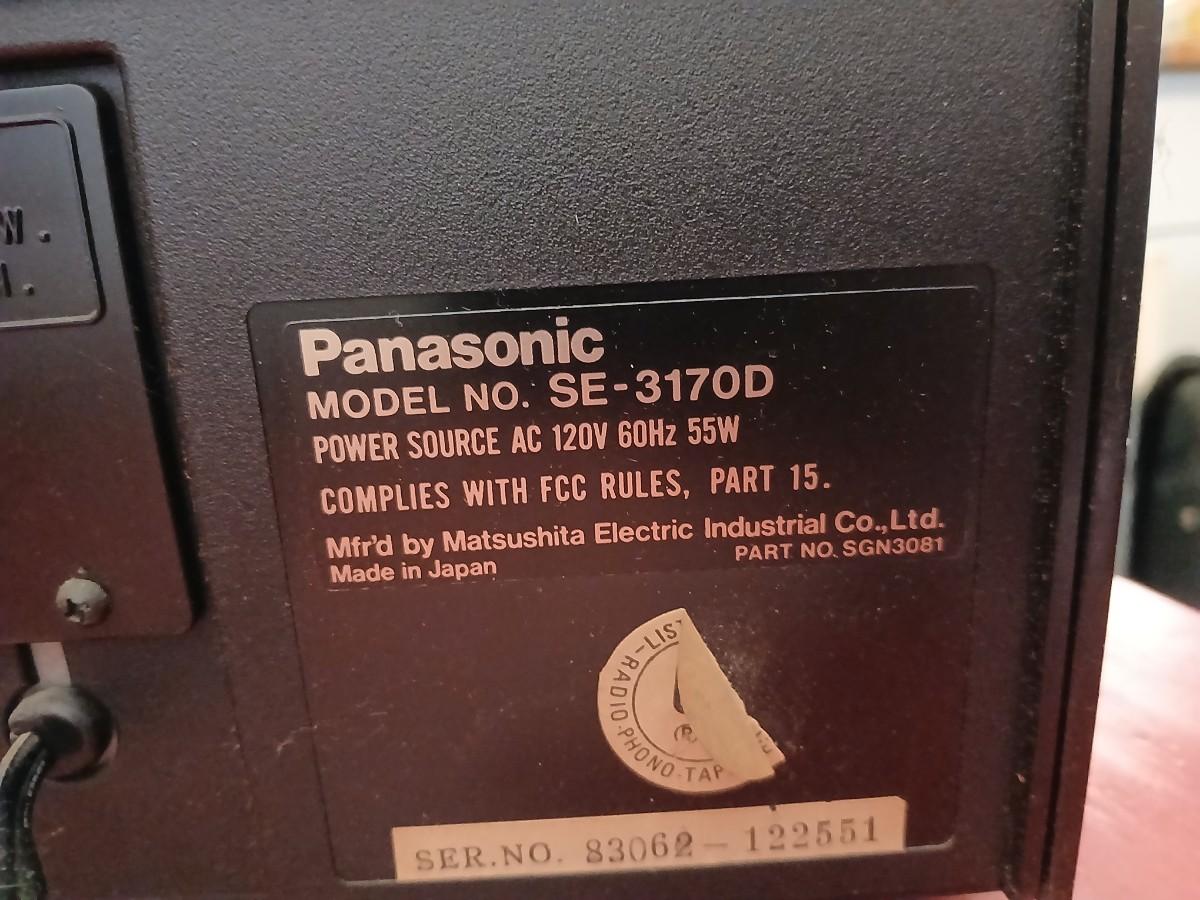 W.
Panasonic
MODEL NO. SE-3170D
POWER SOURCE AC 120V 60Hz 55W
COMPLIES WITH FCC RULES, PART 15.
Mfr'd by Matsushita Electric Industrial Co.,Ltd.
PART NO. SGN3081
Made in Japan
RADIO-PHONO-TAP
(R)
SER.NO. 83062-122551